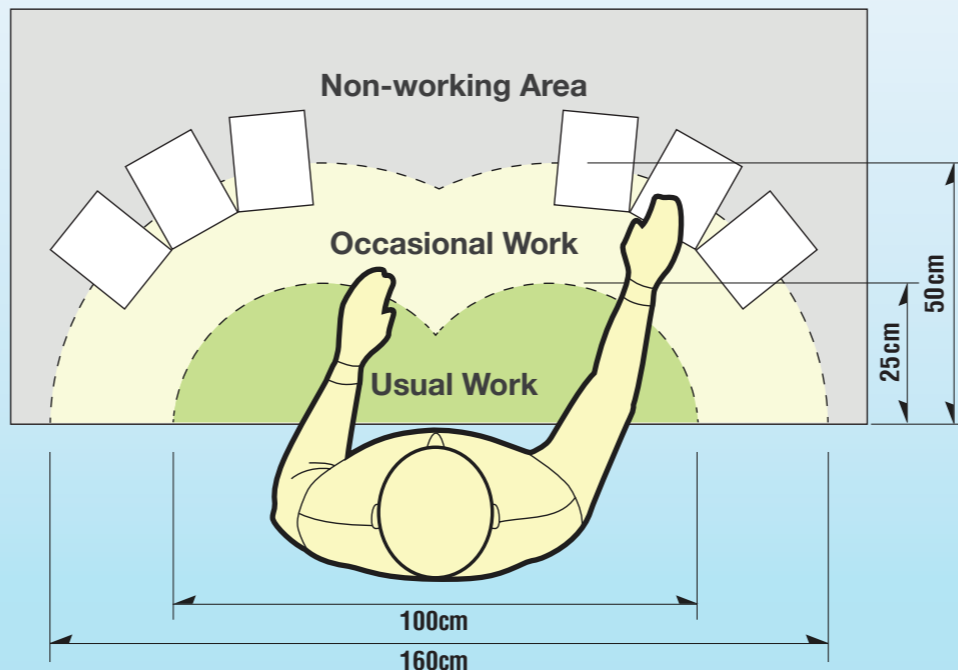 Non-working Area
Occasional Work
Usual Work
25cm
50cm
100cm
160cm